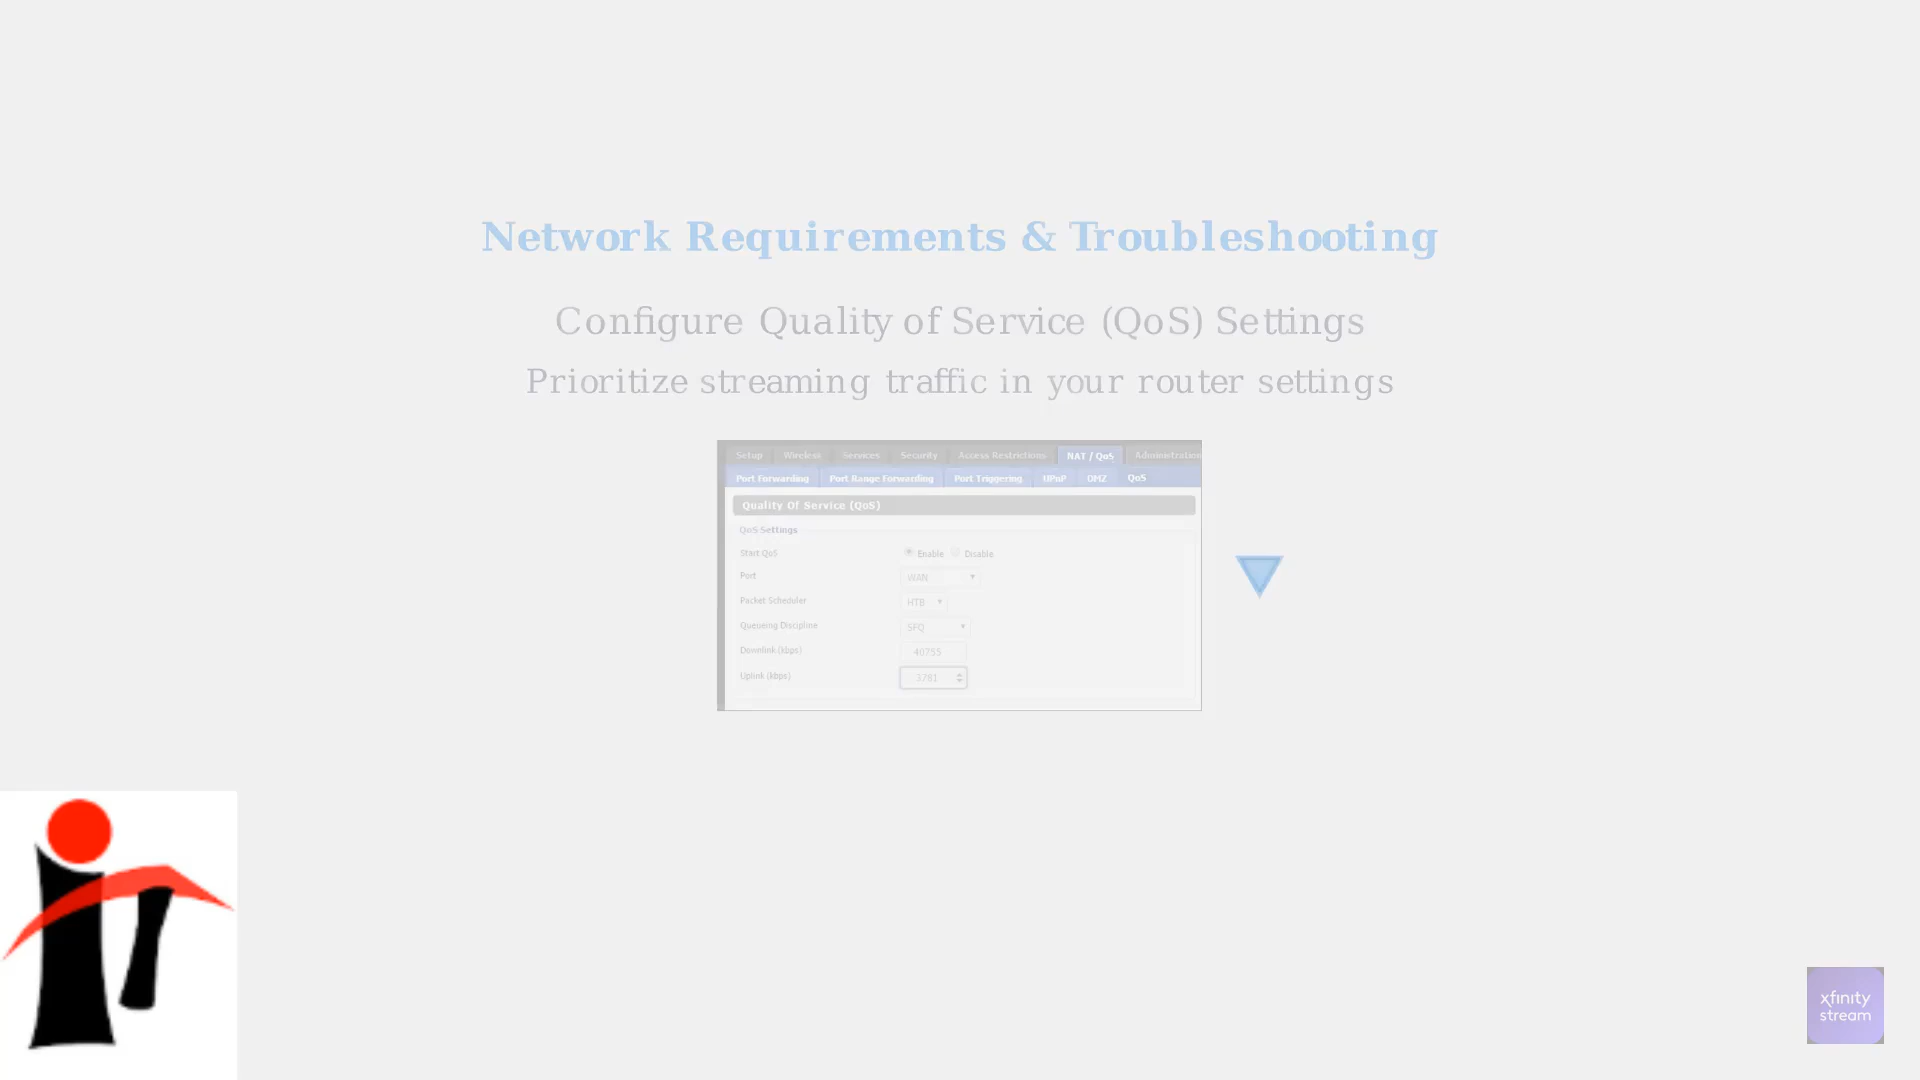 Network Requirements & Troubleshooting
Configure Quality of Service (QoS) Settings
Prioritize streaming traffic in your router settings
Setup Wireless Services Security Access Restrictions NAT / QoS Administration
Port Forwarding Port Range Forwarding Port Triggering UPnP DMZ QoS
Quality Of Service (QoS)
QoS Settings
Start QoS Enable Disable
Port WAN
Packet Scheduler HTB
Queueing Discipline SFQ
Downlink (kbps) 40755
Uplink (kbps) 3781
xfinity
stream